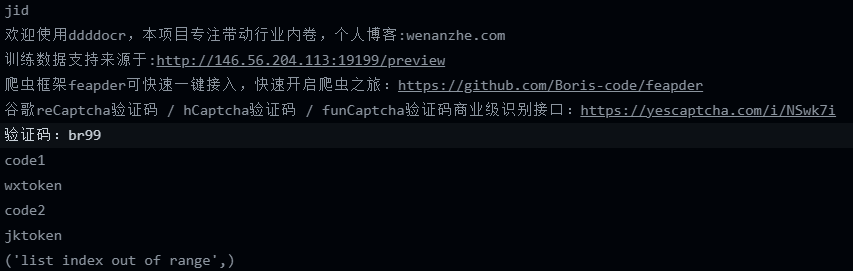 jid
欢迎使用ddddocr，本项目专注带动行业内卷，个人博客:wenanzhe.com
训练数据支持来源于:http://146.56.204.113:19199/preview
爬虫框架feapder可快速一键接入，快速开启爬虫之旅：https://github.com/Boris-code/feapder
谷歌reCaptcha验证码 / hCaptcha验证码 / funCaptcha验证码商业级识别接口：https://yescaptcha.com/i/NSwk7i
验证码：br99
code1
wxtoken
code2
jktoken
('list index out of range',)